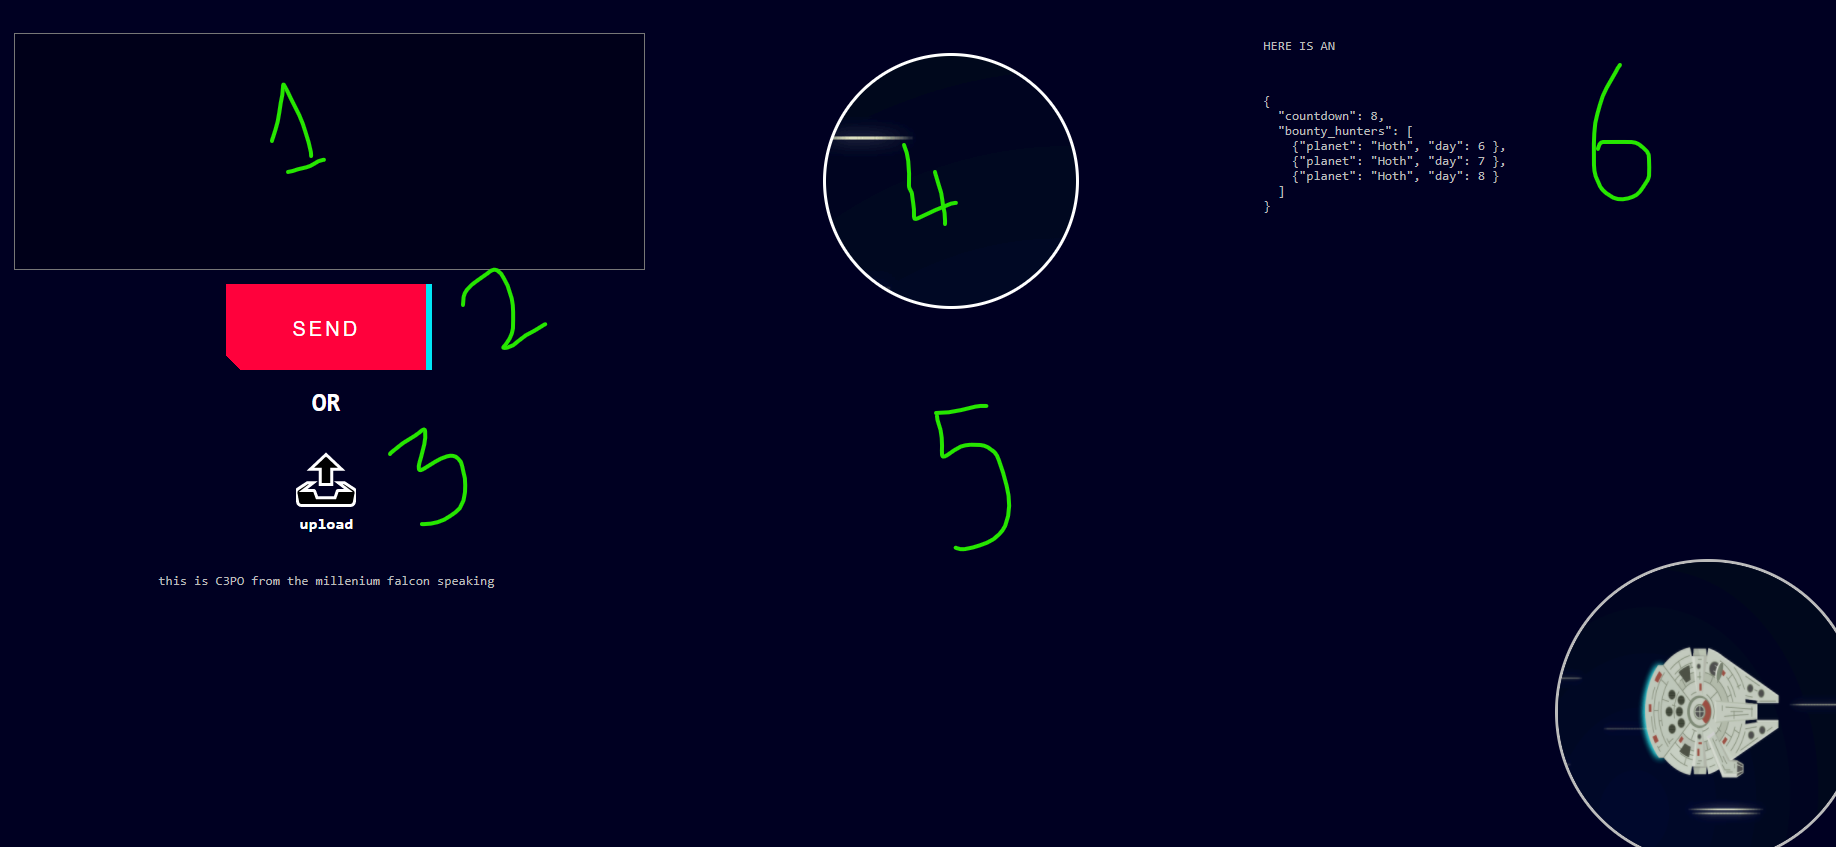 1
SEND
2
OR
3
upload
this is C3PO from the millenium falcon speaking
4
5
HERE IS AN
{
"countdown": 8,
"bounty_hunters": [
{"planet": "Hoth", "day": 6 },
{"planet": "Hoth", "day": 7 },
{"planet": "Hoth", "day": 8 }
]
}
6